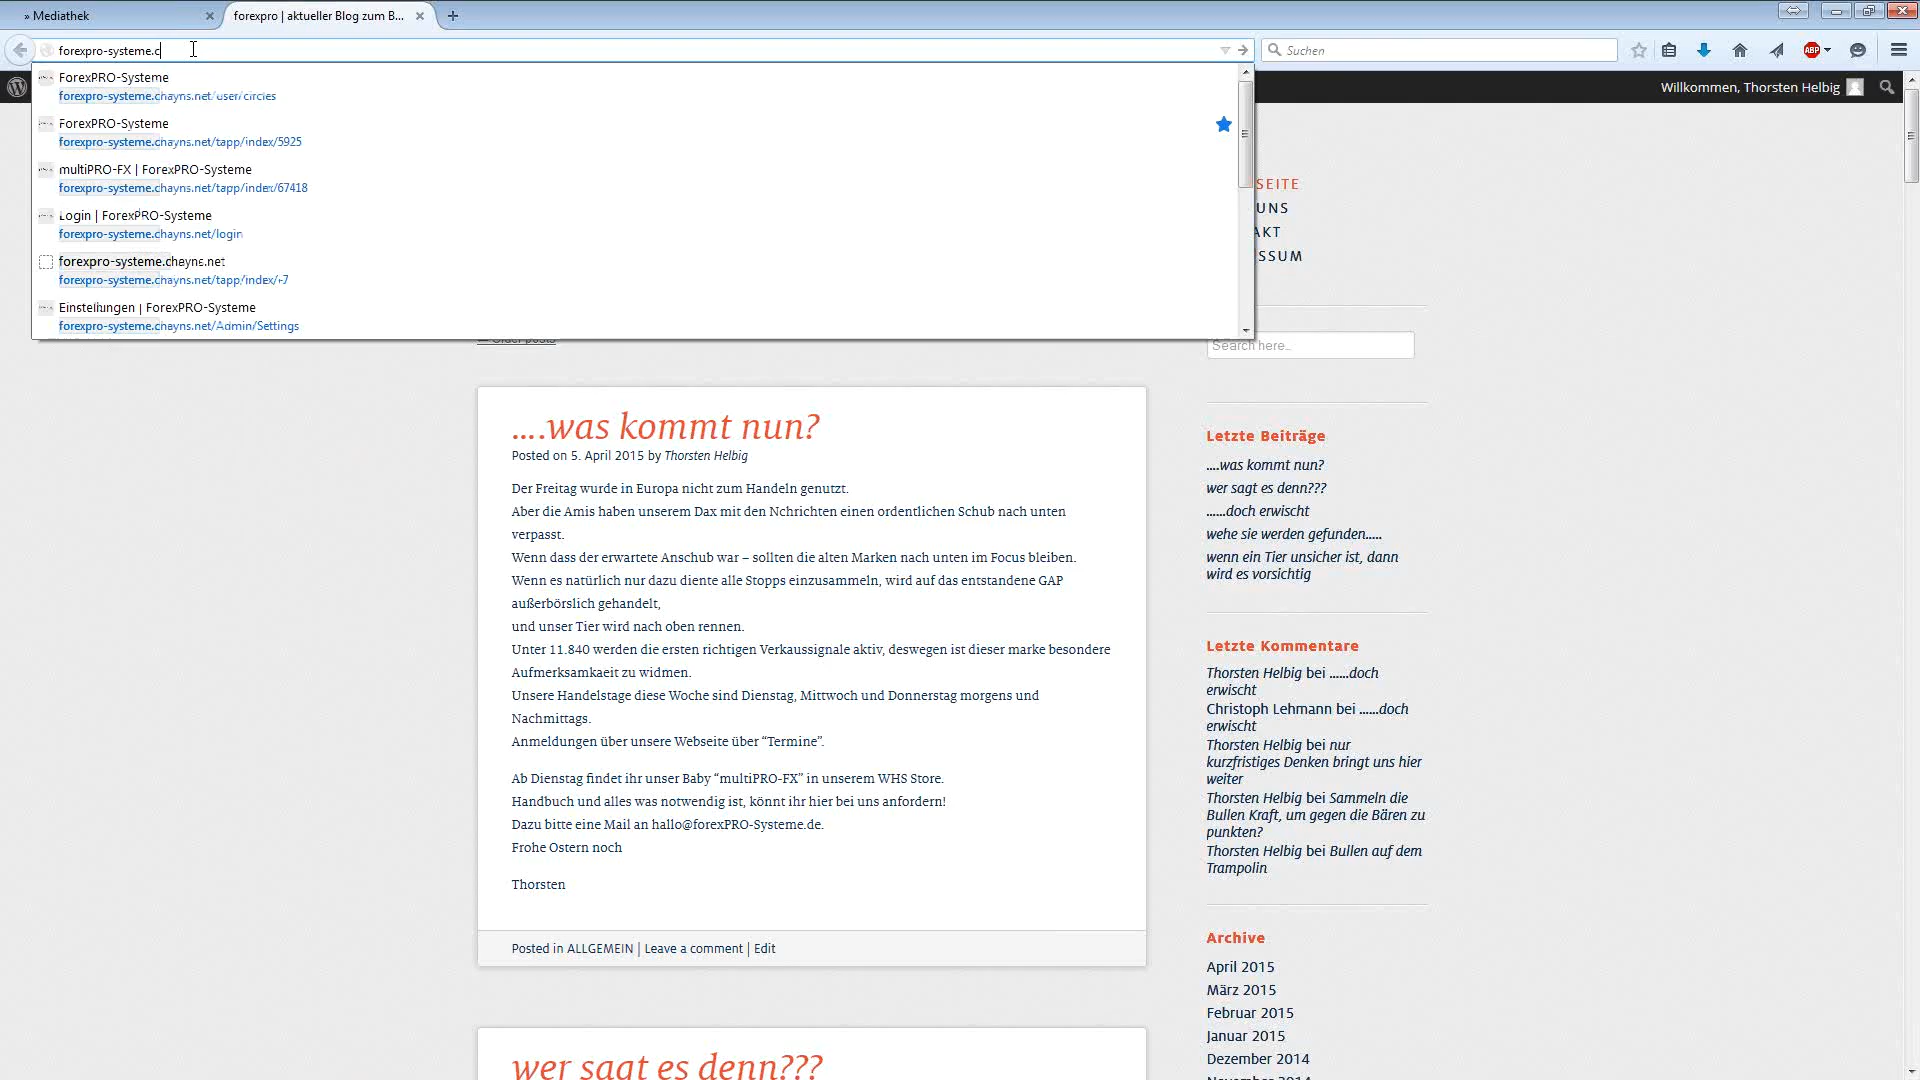 » Mediathek
forexpro | aktueller Blog zum B...
forexpro-systeme.c
Suchen
ABP
Willkommen, Thorsten Helbig
ForexPRO-Systeme
forexpro-systeme.chayns.net/user/circles
ForexPRO-Systeme
forexpro-systeme.chayns.net/tapp/index/5925
multiPRO-FX | ForexPRO-Systeme
forexpro-systeme.chayns.net/tapp/index/67418
Login | ForexPRO-Systeme
forexpro-systeme.chayns.net/login
forexpro-systeme.chayns.net
forexpro-systeme.chayns.net/tapp/index/-7
Einstellungen | ForexPRO-Systeme
forexpro-systeme.chayns.net/Admin/Settings
SEITE
UNS
AKT
SSUM
Older posts
Search here...
....was kommt nun?
Posted on 5. April 2015 by Thorsten Helbig
Der Freitag wurde in Europa nicht zum Handeln genutzt.
Aber die Amis haben unserem Dax mit den Nchrichten einen ordentlichen Schub nach unten
verpasst.
Wenn dass der erwartete Anschub war – sollten die alten Marken nach unten im Focus bleiben.
Wenn es natürlich nur dazu diente alle Stopps einzusammeln, wird auf das entstandene GAP
außerbörslich gehandelt,
und unser Tier wird nach oben rennen.
Unter 11.840 werden die ersten richtigen Verkaussignale aktiv, deswegen ist dieser marke besondere
Aufmerksamkaeit zu widmen.
Unsere Handelstage diese Woche sind Dienstag, Mittwoch und Donnerstag morgens und
Nachmittags.
Anmeldungen über unsere Webseite über “Termine”.
Ab Dienstag findet ihr unser Baby “multiPRO-FX” in unserem WHS Store.
Handbuch und alles was notwendig ist, könnt ihr hier bei uns anfordern!
Dazu bitte eine Mail an hallo@forexPRO-Systeme.de.
Frohe Ostern noch
Thorsten
Posted in ALLGEMEIN | Leave a comment | Edit
wer sagt es denn???
Letzte Beiträge
....was kommt nun?
wer sagt es denn???
......doch erwischt
wehe sie werden gefunden.....
wenn ein Tier unsicher ist, dann
wird es vorsichtig
Letzte Kommentare
Thorsten Helbig bei ......doch
erwischt
Christoph Lehmann bei ......doch
erwischt
Thorsten Helbig bei nur
kurzfristiges Denken bringt uns hier
weiter
Thorsten Helbig bei Sammeln die
Bullen Kraft, um gegen die Bären zu
punkten?
Thorsten Helbig bei Bullen auf dem
Trampolin
Archive
April 2015
März 2015
Februar 2015
Januar 2015
Dezember 2014
November 2014